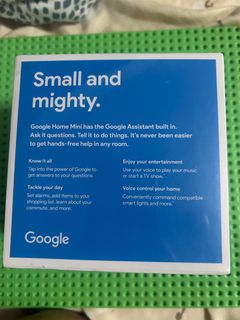 Small and
mighty.
Google Home Mini has the Google Assistant built in.
Ask it questions. Tell it to do things. It's never been easier
to get hands-free help in any room.
Know it all
Tap into the power of Google to
get answers to your questions.
Tackle your day
Set alarms, add items to your
shopping list, learn about your
commute, and more.
Enjoy your entertainment
Use your voice to play your music
or start a TV show.
Voice control your home
Conveniently command compatible
smart lights and more.
Google